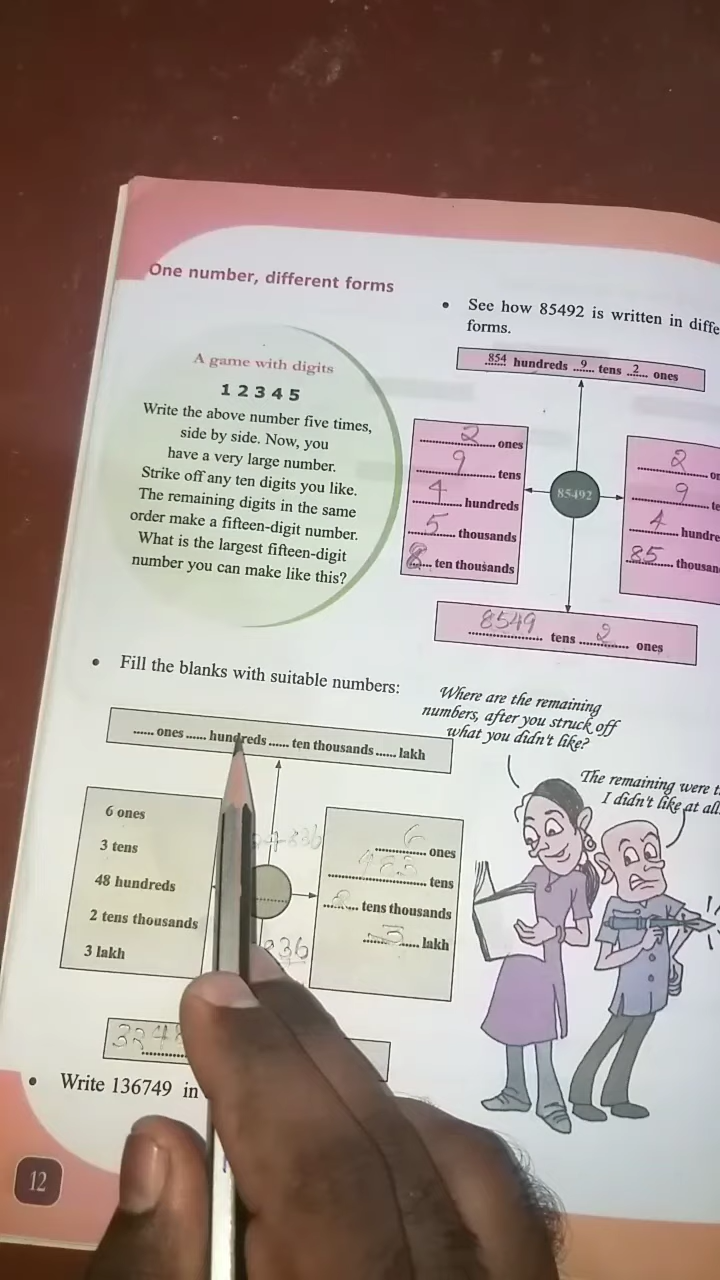 One number, different forms
A game with digits
1 2 3 4 5
Write the above number five times,
side by side. Now, you
have a very large number.
Strike off any ten digits you like.
The remaining digits in the same
order make a fifteen-digit number.
What is the largest fifteen-digit
number you can make like this?
• See how 85492 is written in diffe
forms.
854 hundreds 9 tens 2 ones
2 ones
9 tens
4 hundreds
5 thousands
8 ten thousands
85492
2
9
4 hundre
85 thousan
8549 tens 2 ones
• Fill the blanks with suitable numbers:
...... ones ...... hundreds ...... ten thousands ...... lakh
6 ones
3 tens
48 hundreds
2 tens thousands
3 lakh
6 ones
483 tens
2 tens thousands
3 lakh
Where are the remaining
numbers, after you struck off
what you didn't like?
The remaining were
I didn't like at all
• Write 136749 in
12